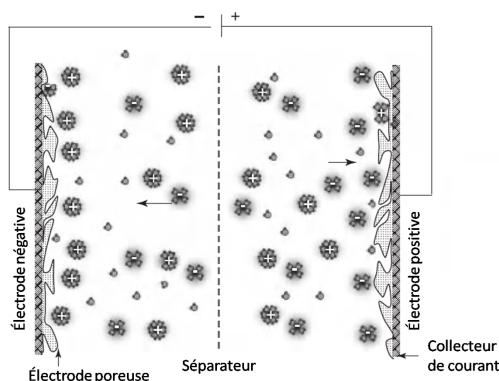 − +
Électrode négative
Électrode positive
Séparateur
Électrode poreuse
Collecteur
de courant